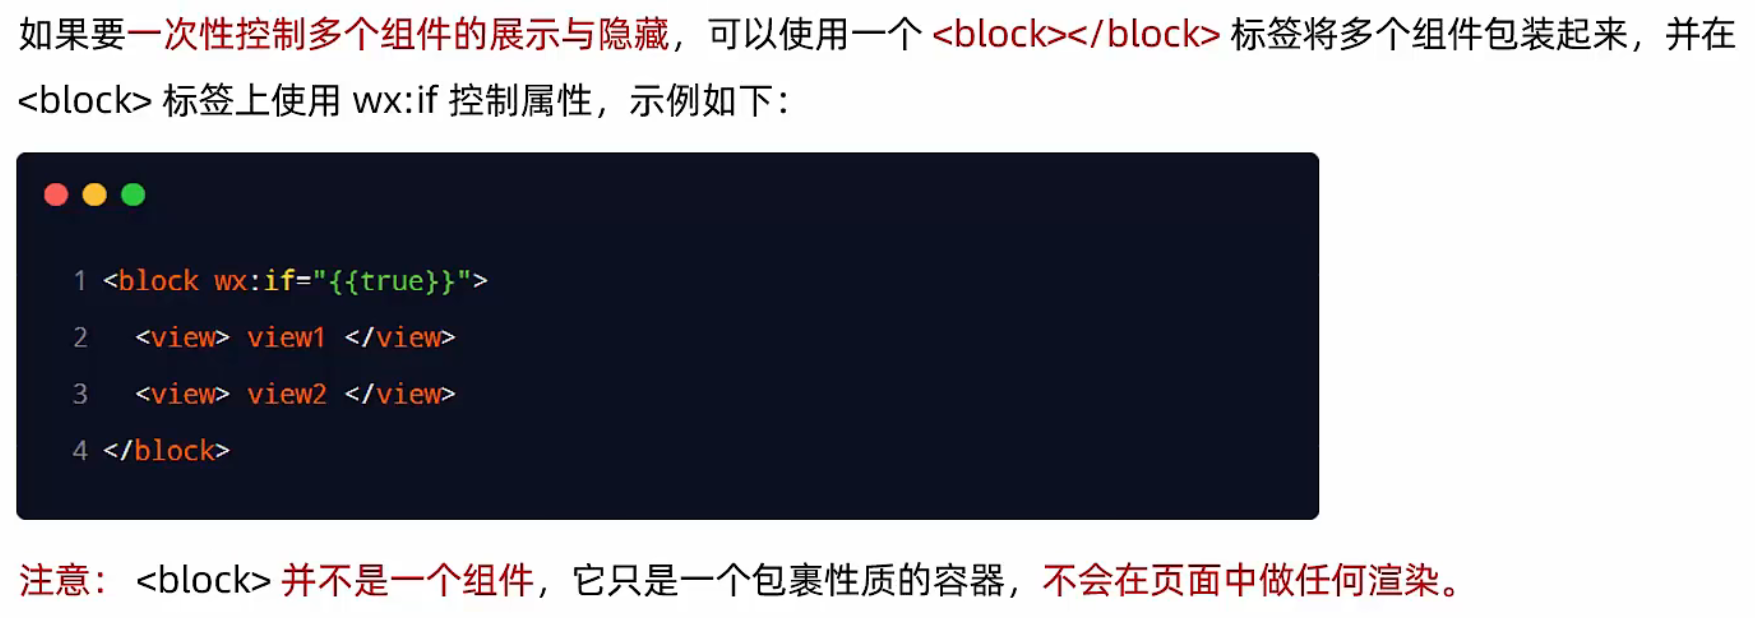 如果要一次性控制多个组件的展示与隐藏，可以使用一个 <block></block> 标签将多个组件包装起来，并在
<block> 标签上使用 wx:if 控制属性，示例如下：
1 <block wx:if="{{true}}">
2   <view> view1 </view>
3   <view> view2 </view>
4 </block>
注意： <block> 并不是一个组件，它只是一个包裹性质的容器，不会在页面中做任何渲染。